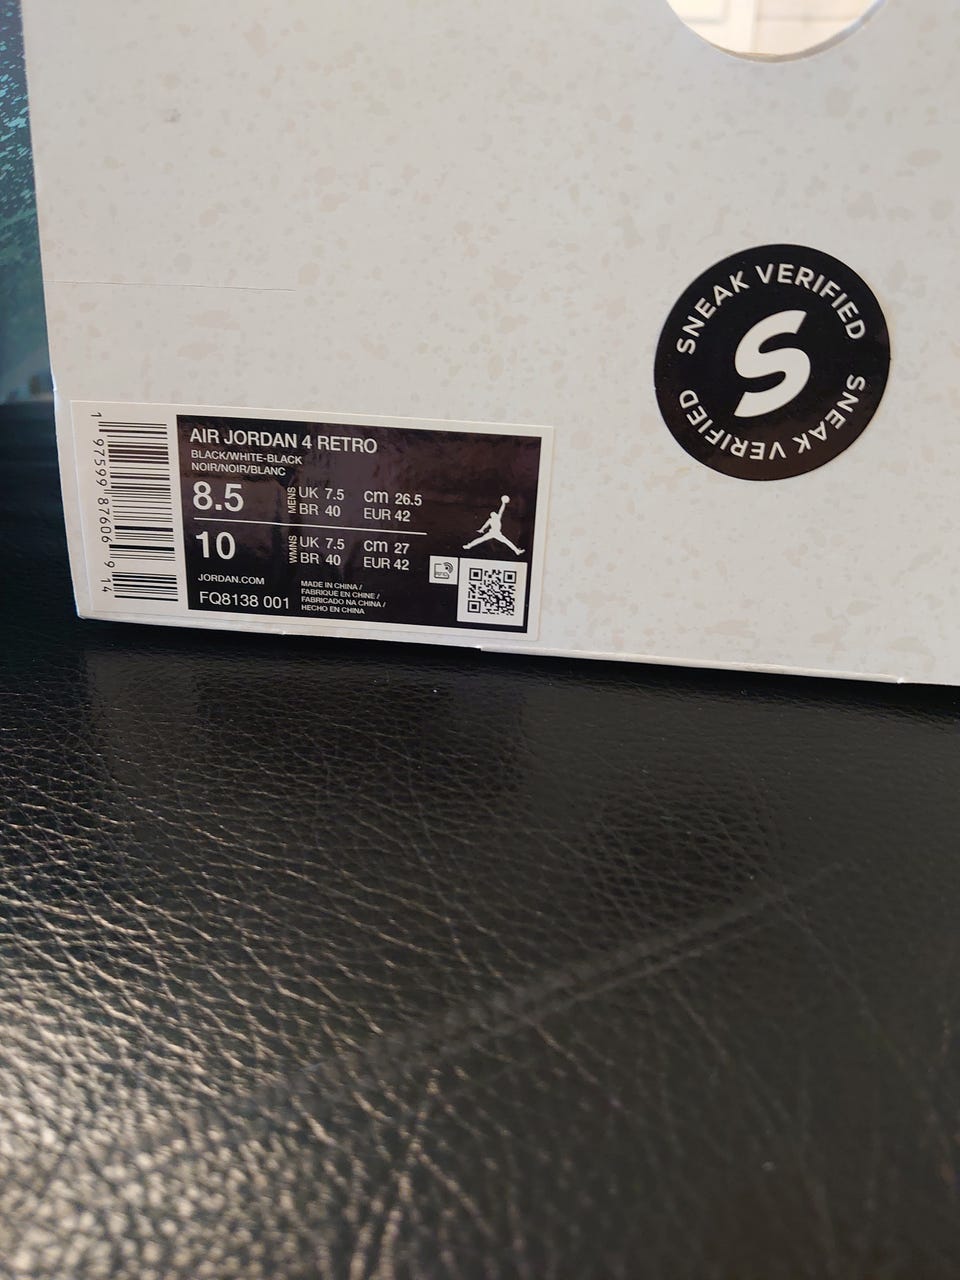 SNEAK VERIFIED
S
SNEAK VERIFIED
1 97599 87606 9 14
AIR JORDAN 4 RETRO
BLACK/WHITE-BLACK
NOIR/NOIR/BLANC
8.5 MENS UK 7.5 cm 26.5
BR 40 EUR 42
10 WMNS UK 7.5 cm 27
BR 40 EUR 42
JORDAN.COM
FQ8138 001
MADE IN CHINA /
FABRIQUE EN CHINE /
FABRICADO NA CHINA /
HECHO EN CHINA
RFID